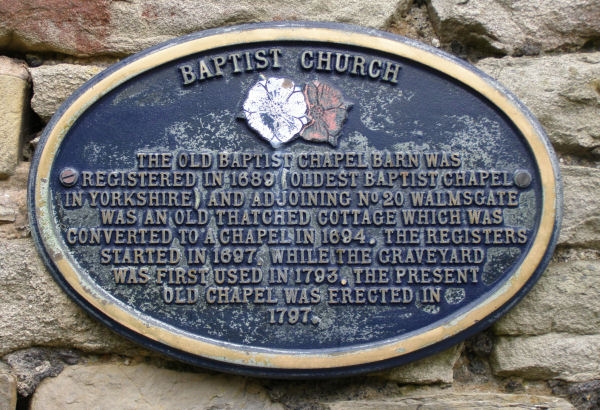 BAPTIST CHURCH
THE OLD BAPTIST CHAPEL BARN WAS
REGISTERED IN 1689 (OLDEST BAPTIST CHAPEL
IN YORKSHIRE) AND ADJOINING No 20 WALMSGATE
WAS AN OLD THATCHED COTTAGE WHICH WAS
CONVERTED TO A CHAPEL IN 1694. THE REGISTERS
STARTED IN 1697, WHILE THE GRAVEYARD
WAS FIRST USED IN 1793, THE PRESENT
OLD CHAPEL WAS ERECTED IN
1797.